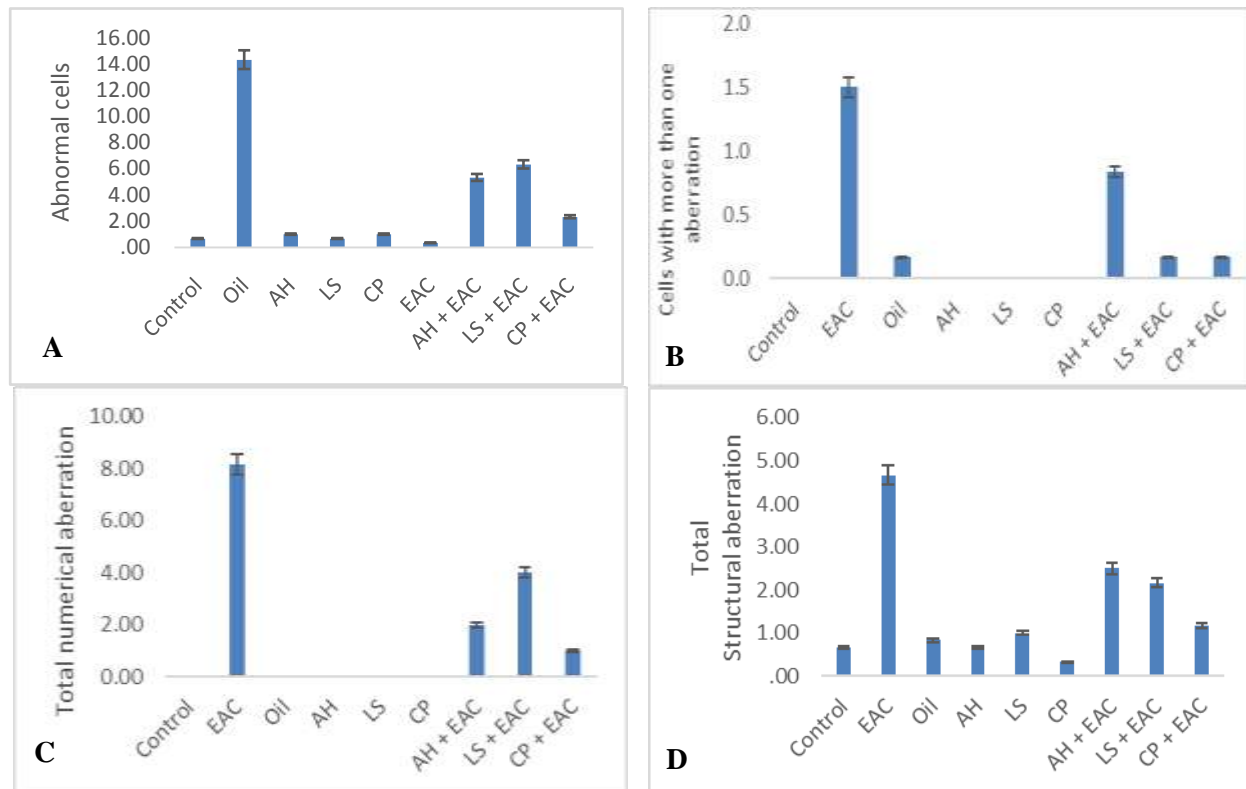 Abnormal cells
16.00
14.00
12.00
10.00
8.00
6.00
4.00
2.00
.00
Control
Oil
AH
LS
CP
EAC
AH + EAC
LS + EAC
CP + EAC
A
Cells with more than one
aberration
2.0
1.5
1.0
0.5
0.0
Control
EAC
Oil
AH
LS
CP
AH + EAC
LS + EAC
CP + EAC
B
Total numerical aberration
10.00
8.00
6.00
4.00
2.00
0.00
Control
EAC
Oil
AH
LS
CP
AH + EAC
LS + EAC
CP + EAC
C
Total
Structural aberration
6.00
5.00
4.00
3.00
2.00
1.00
.00
Control
EAC
Oil
AH
LS
CP
AH + EAC
LS + EAC
CP + EAC
D